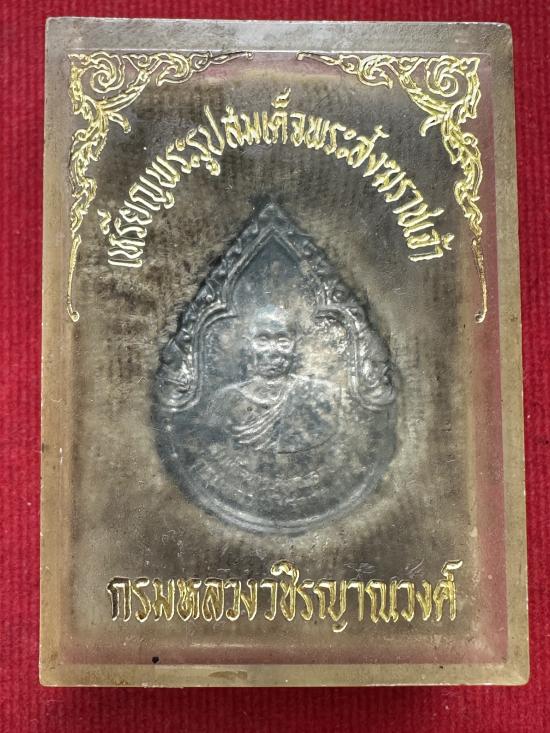 เหรียญพระรูปสมเด็จพระสังฆราชเจ้า
กรมหลวงวชิรญาณวงศ์